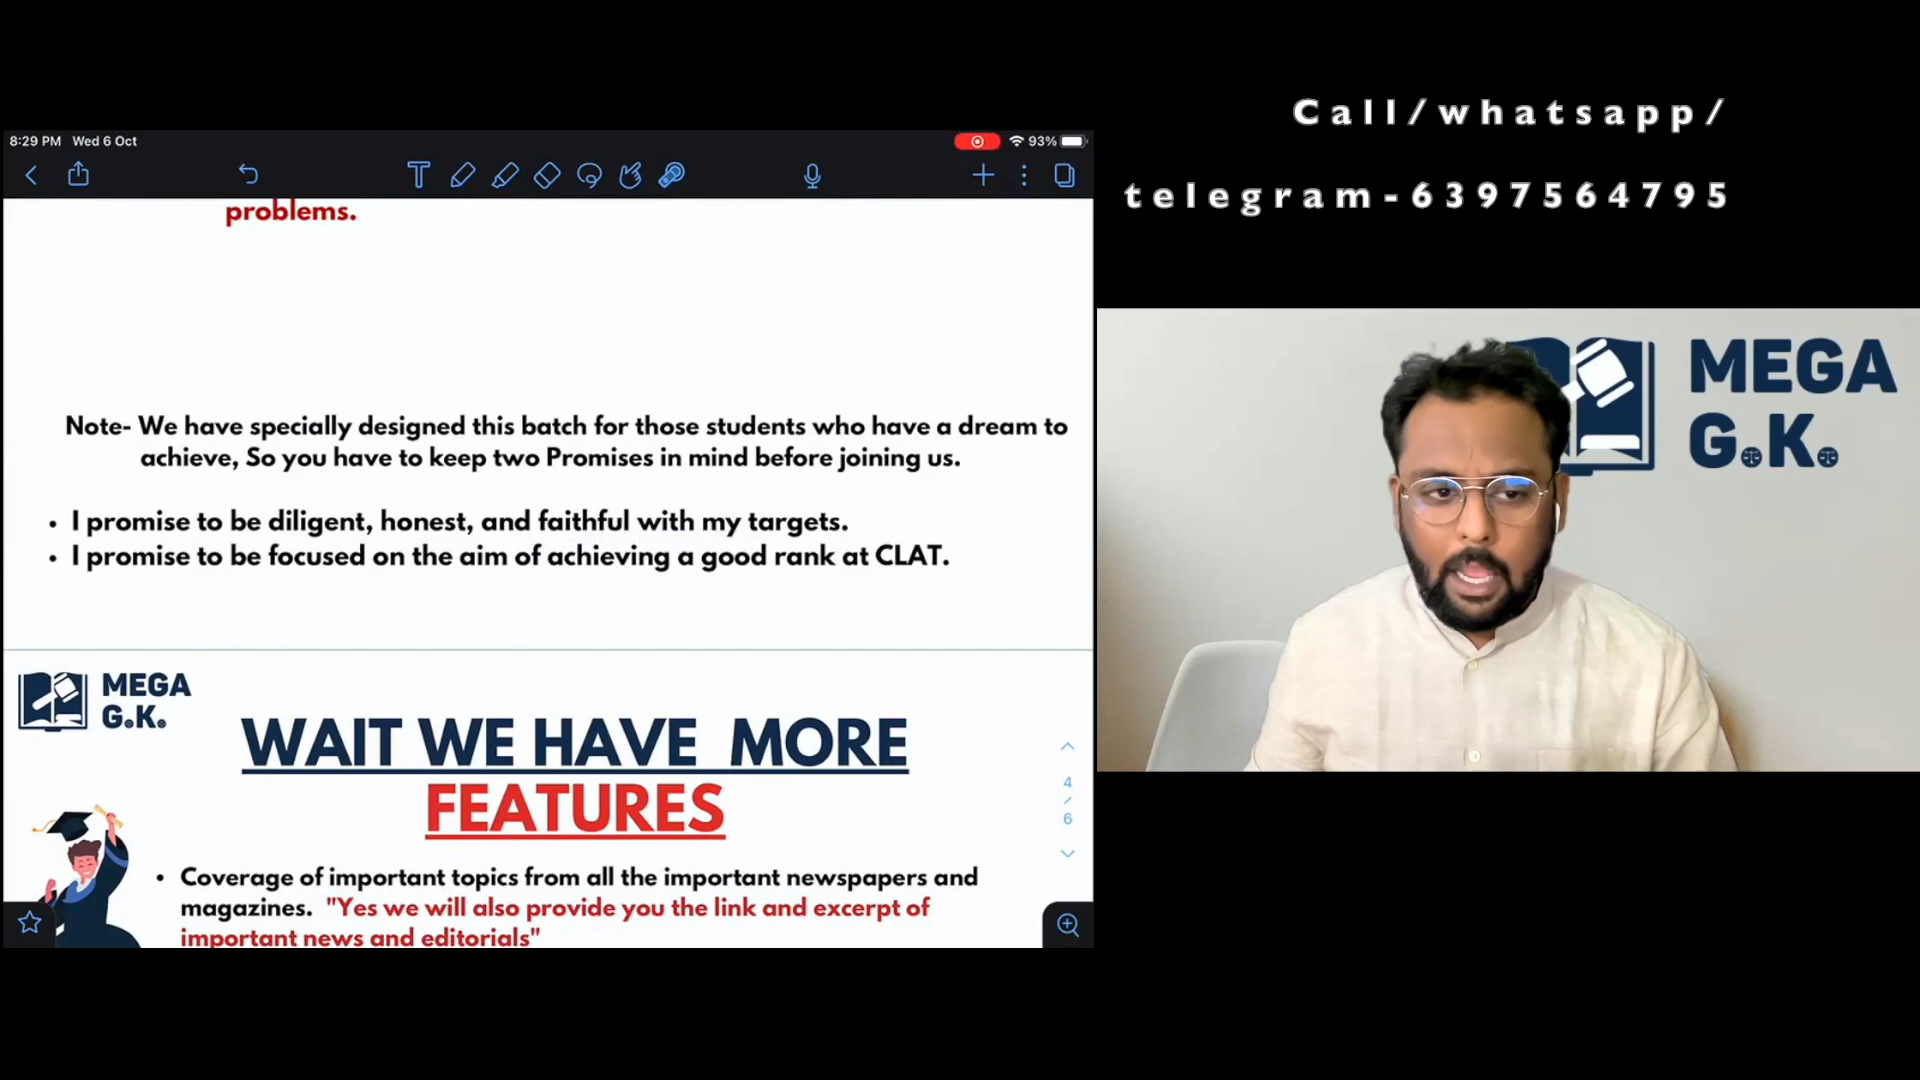 Call/whatsapp/
telegram-6397564795
8:29 PM Wed 6 Oct
93%
problems.
Note- We have specially designed this batch for those students who have a dream to
achieve, So you have to keep two Promises in mind before joining us.
• I promise to be diligent, honest, and faithful with my targets.
• I promise to be focused on the aim of achieving a good rank at CLAT.
MEGA
G.K.
WAIT WE HAVE MORE
FEATURES
4
/
6
• Coverage of important topics from all the important newspapers and
magazines. "Yes we will also provide you the link and excerpt of
important news and editorials"
MEGA
G.K.